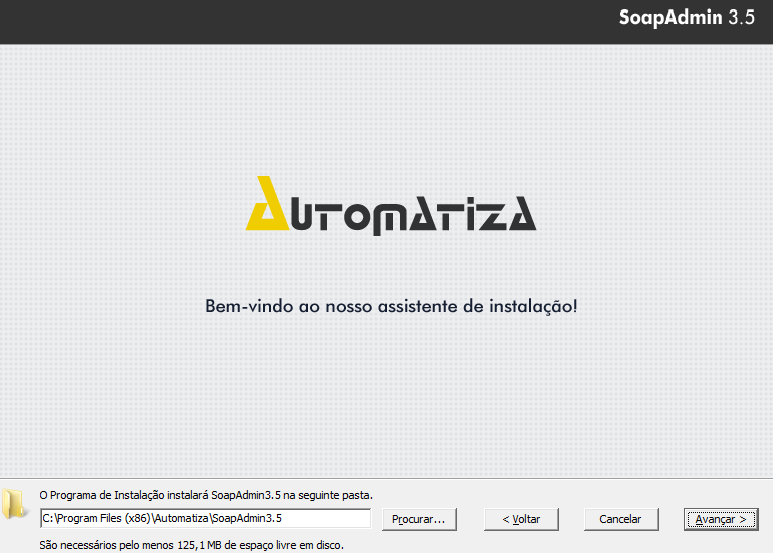 SoapAdmin 3.5
AUTOMATIZA
Bem-vindo ao nosso assistente de instalação!
O Programa de Instalação instalará SoapAdmin3.5 na seguinte pasta.
C:\Program Files (x86)\Automatiza\SoapAdmin3.5
Procurar...
< Voltar
Cancelar
Avançar >
São necessários pelo menos 125,1 MB de espaço livre em disco.